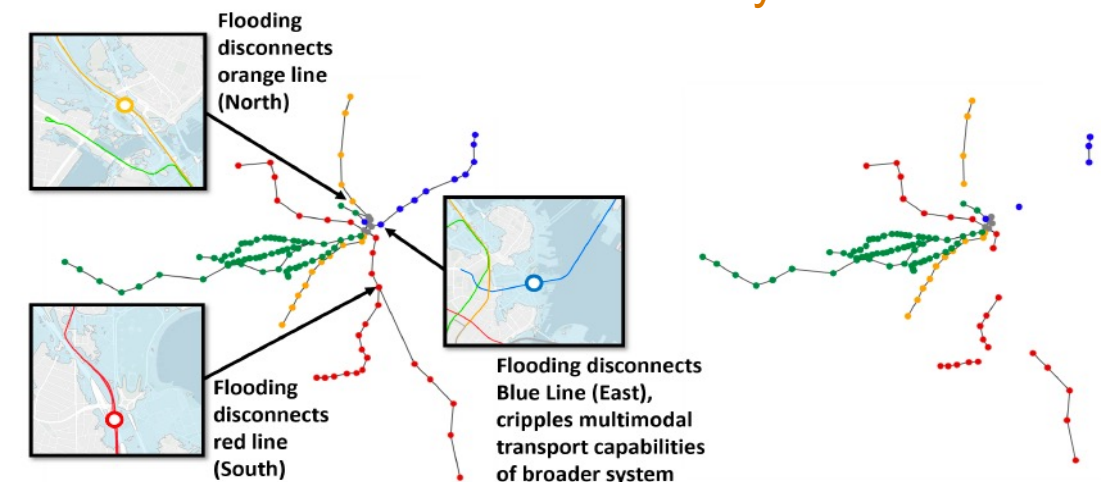 Flooding
disconnects
orange line
(North)
Flooding
disconnects
red line
(South)
Flooding disconnects
Blue Line (East),
cripples multimodal
transport capabilities
of broader system